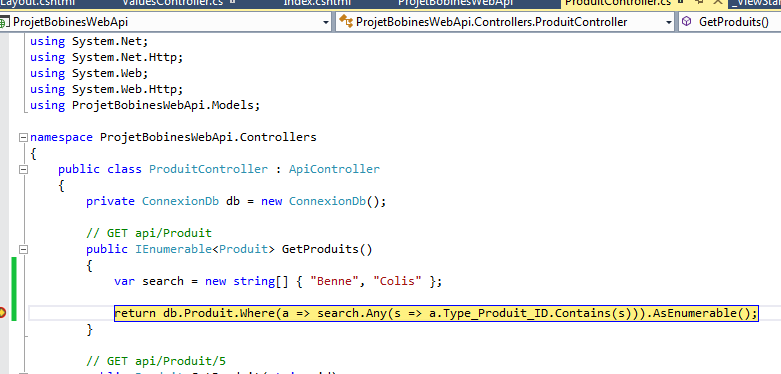 Layout.cshtml ValuesController.cs Index.cshtml ProjetBobinesWebApi ProduitController.cs
ProjetBobinesWebApi ProjetBobinesWebApi.Controllers.ProduitController GetProduits()
using System.Net;
using System.Net.Http;
using System.Web;
using System.Web.Http;
using ProjetBobinesWebApi.Models;
namespace ProjetBobinesWebApi.Controllers
{
public class ProduitController : ApiController
{
private ConnexionDb db = new ConnexionDb();
// GET api/Produit
public IEnumerable<Produit> GetProduits()
{
var search = new string[] { "Benne", "Colis" };
return db.Produit.Where(a => search.Any(s => a.Type_Produit_ID.Contains(s))).AsEnumerable();
}
// GET api/Produit/5